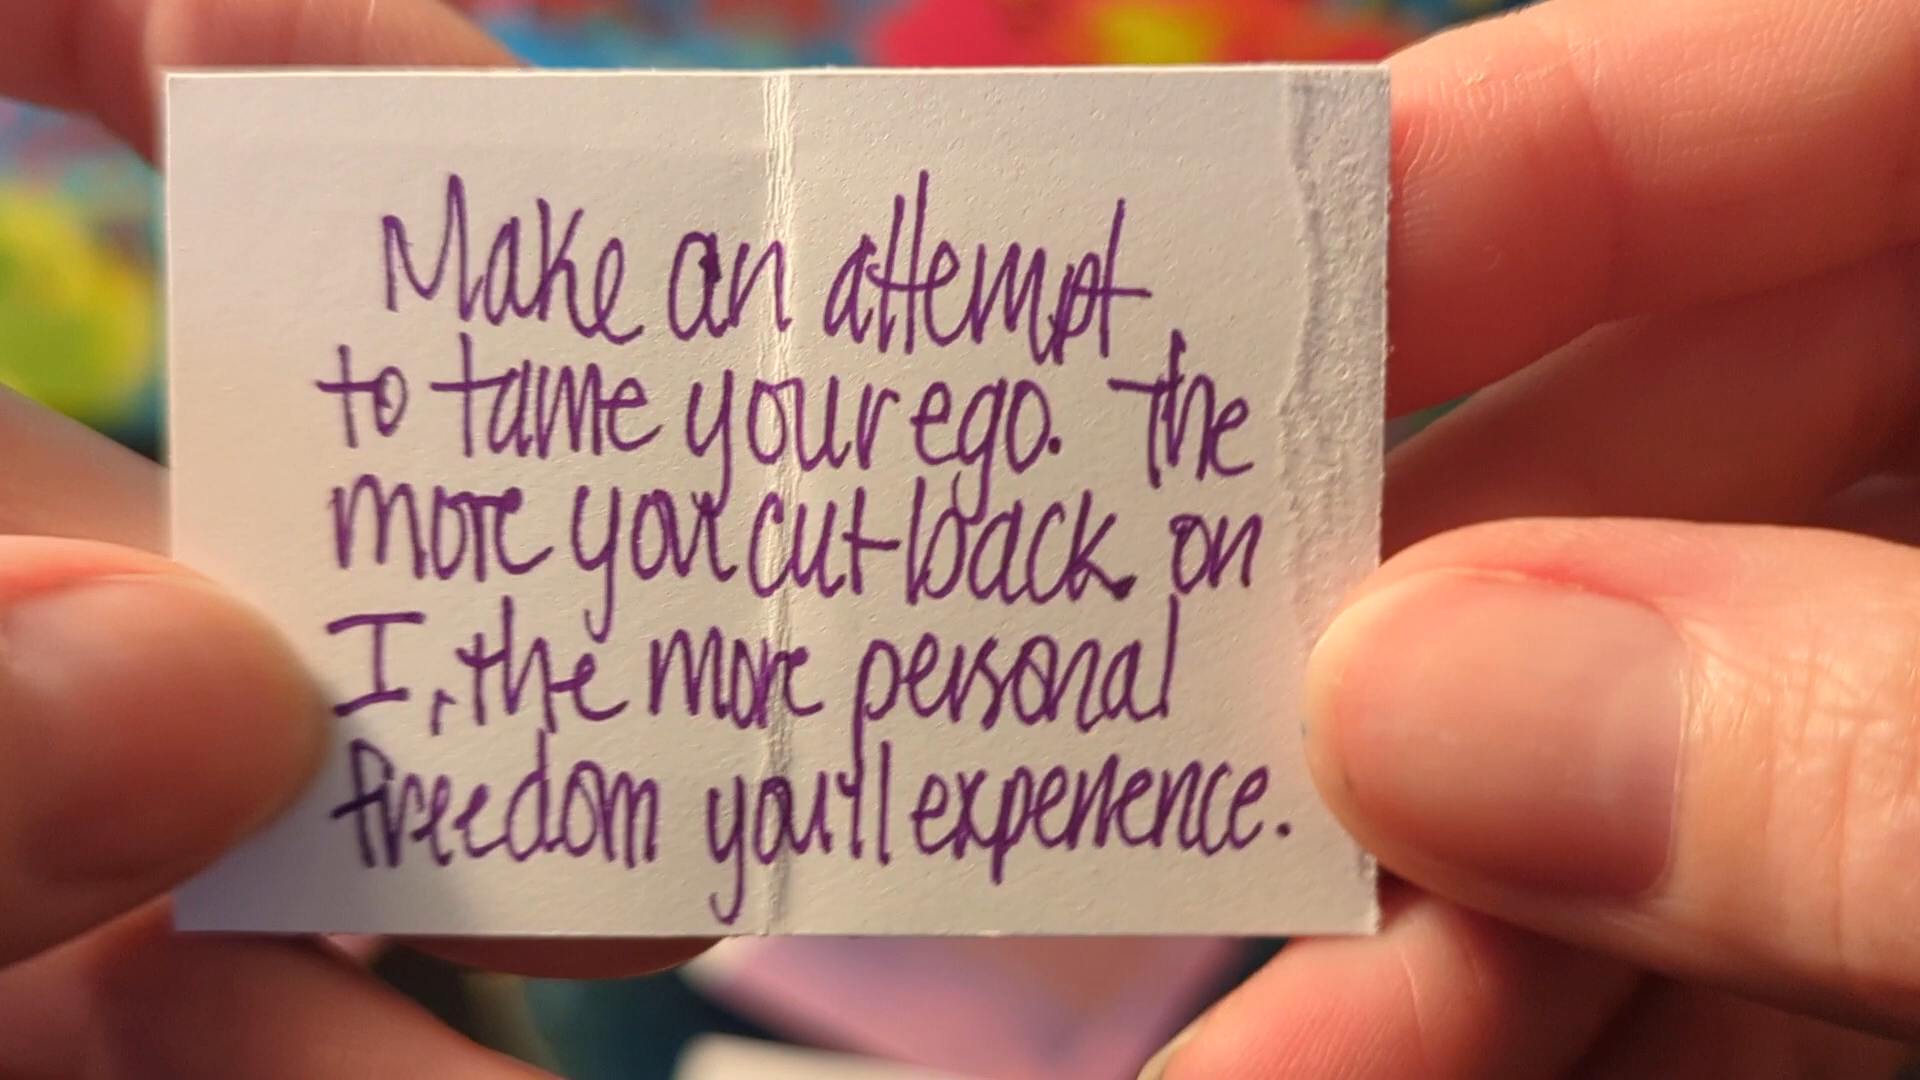 Make an attempt
to tame your ego. The
more you cut back on
I, the more personal
freedom you'll experience.